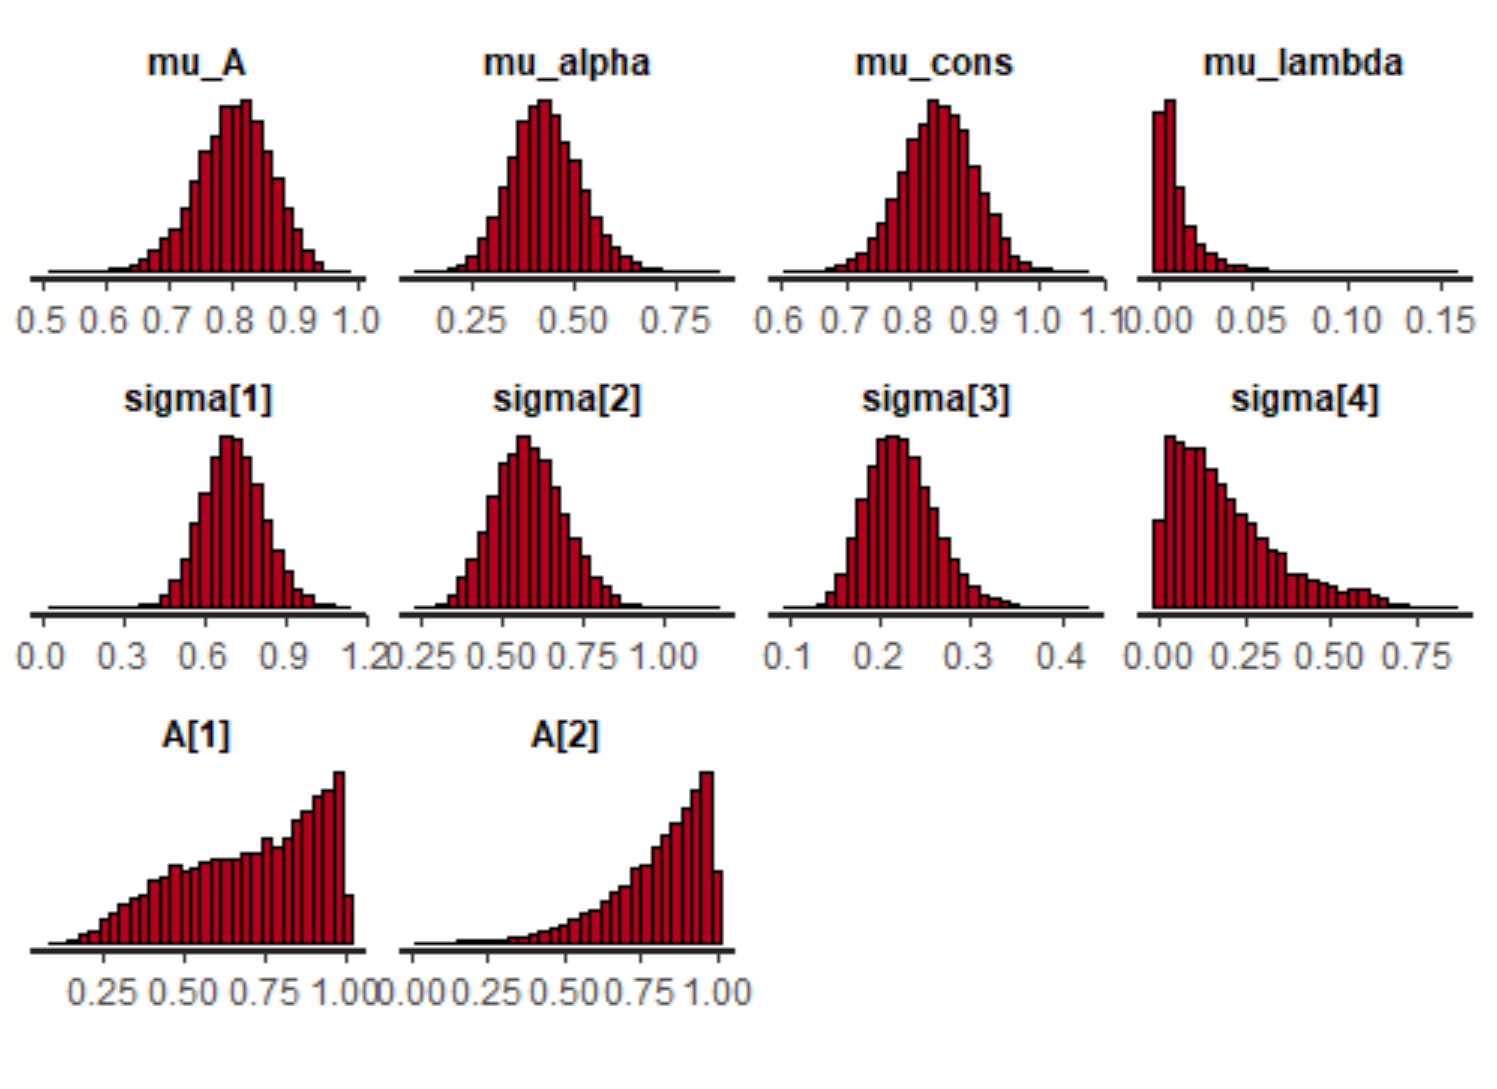 mu_A mu_alpha mu_cons mu_lambda
0.5 0.6 0.7 0.8 0.9 1.0 0.25 0.50 0.75 0.6 0.7 0.8 0.9 1.0 1.1 0.00 0.05 0.10 0.15
sigma[1] sigma[2] sigma[3] sigma[4]
0.0 0.3 0.6 0.9 1.2 0.25 0.50 0.75 1.00 0.1 0.2 0.3 0.4 0.00 0.25 0.50 0.75
A[1] A[2]
0.25 0.50 0.75 1.00 0.00 0.25 0.50 0.75 1.00